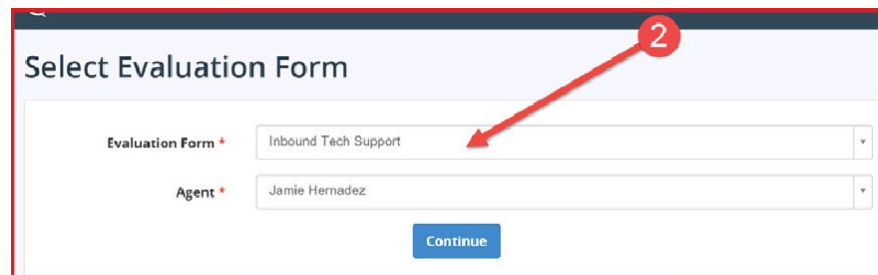 2
Select Evaluation Form
Evaluation Form * Inbound Tech Support
Agent * Jamie Hernadez
Continue